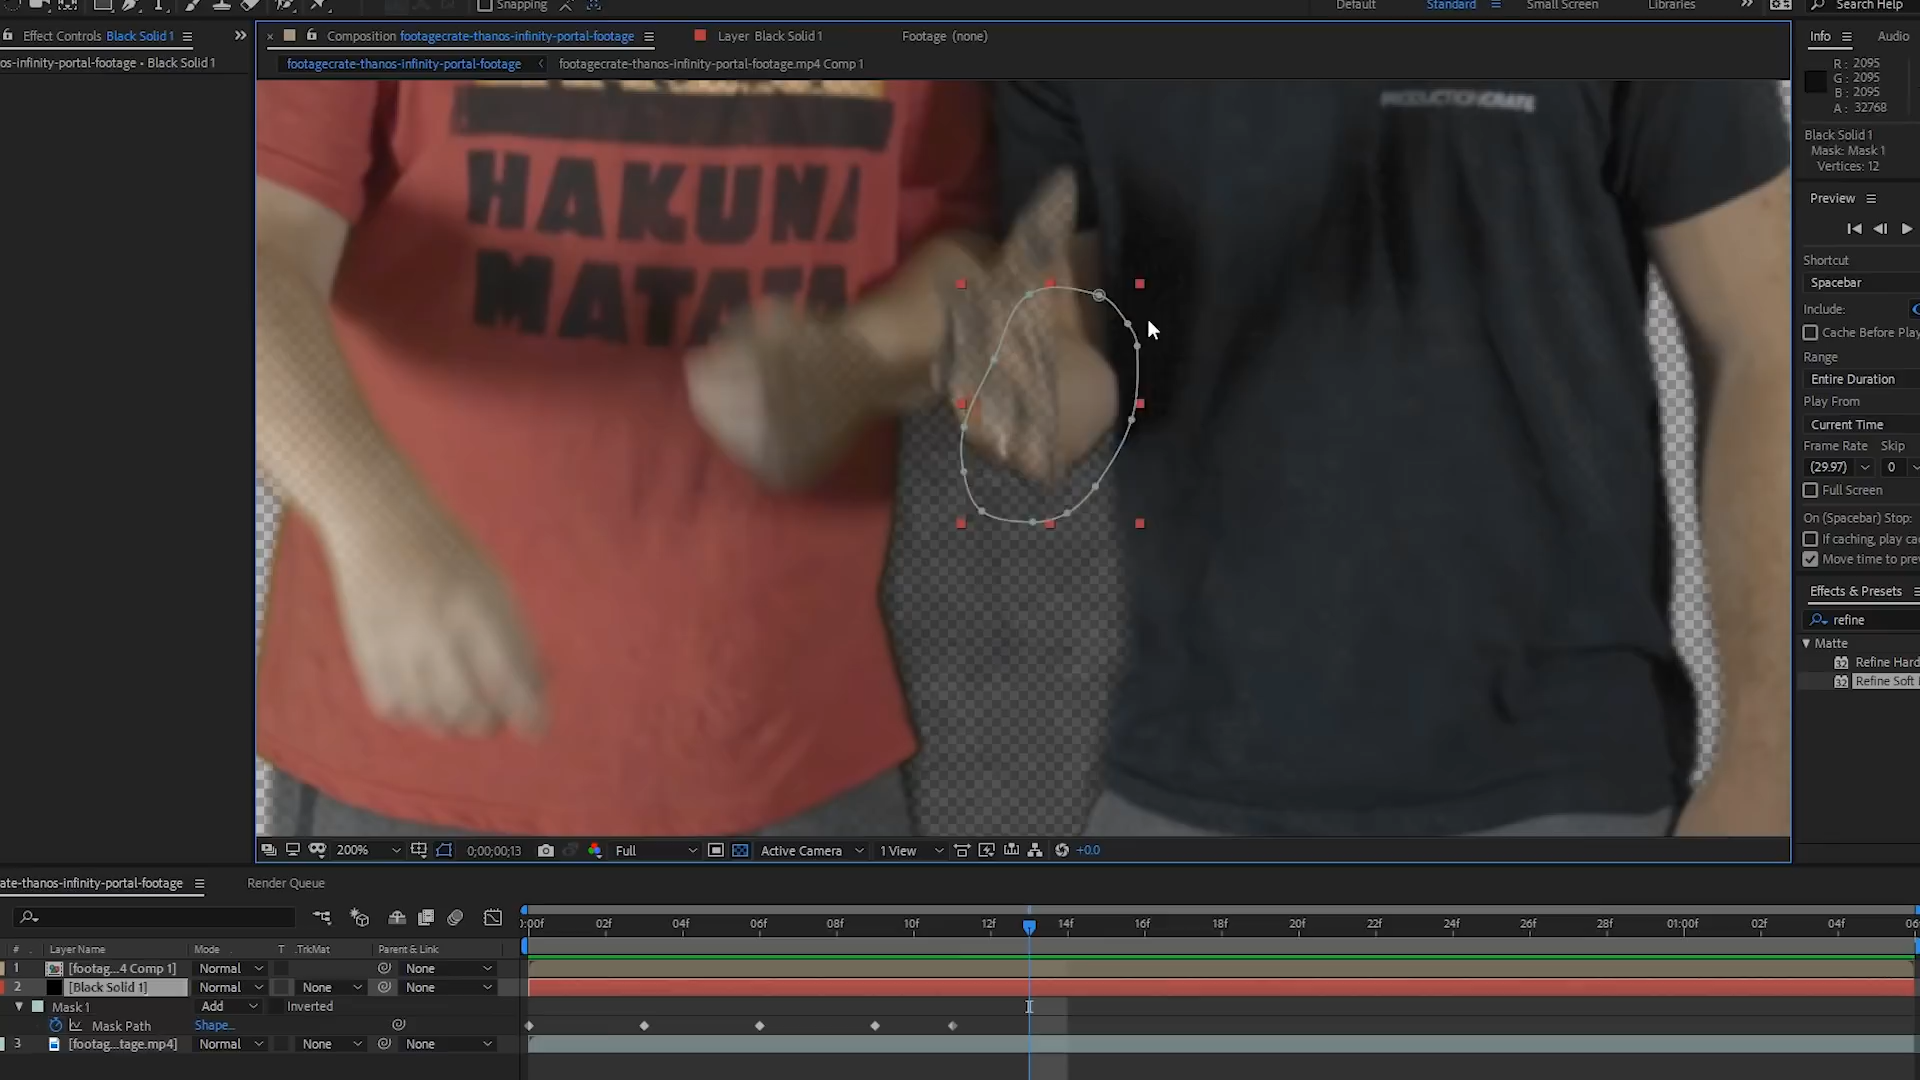 Snapping
Default
Standard
Small Screen
Libraries
Search Help
Effect Controls Black Solid 1
Composition footagecrate-thanos-infinity-portal-footage
Layer Black Solid 1
Footage (none)
Info
Audio
os-infinity-portal-footage • Black Solid 1
footagecrate-thanos-infinity-portal-footage
footagecrate-thanos-infinity-portal-footage.mp4 Comp 1
R: 2095
G: 2095
B: 2095
A: 32768
Black Solid 1
Mask: Mask 1
Vertices: 12
PRODUCTIONCRATE
HAKUNA
MATATA
Preview
Shortcut
Spacebar
Include:
Cache Before Play
Range
Entire Duration
Play From
Current Time
Frame Rate Skip
(29.97) 0
Full Screen
On (Spacebar) Stop:
If caching, play ca
Move time to prev
Effects & Presets
refine
Matte
32 Refine Hard
32 Refine Soft
200%
0;00;00;13
Full
Active Camera
1 View
+0.0
ate-thanos-infinity-portal-footage
Render Queue
):00f 02f 04f 06f 08f 10f 12f 14f 16f 18f 20f 22f 24f 26f 28f 01:00f 02f 04f 06
# Layer Name Mode T .TrkMat Parent & Link
1 [footag...4 Comp 1] Normal None
2 [Black Solid 1] Normal None None
Mask 1 Add Inverted
Mask Path Shape...
3 [footag...tage.mp4] Normal None None